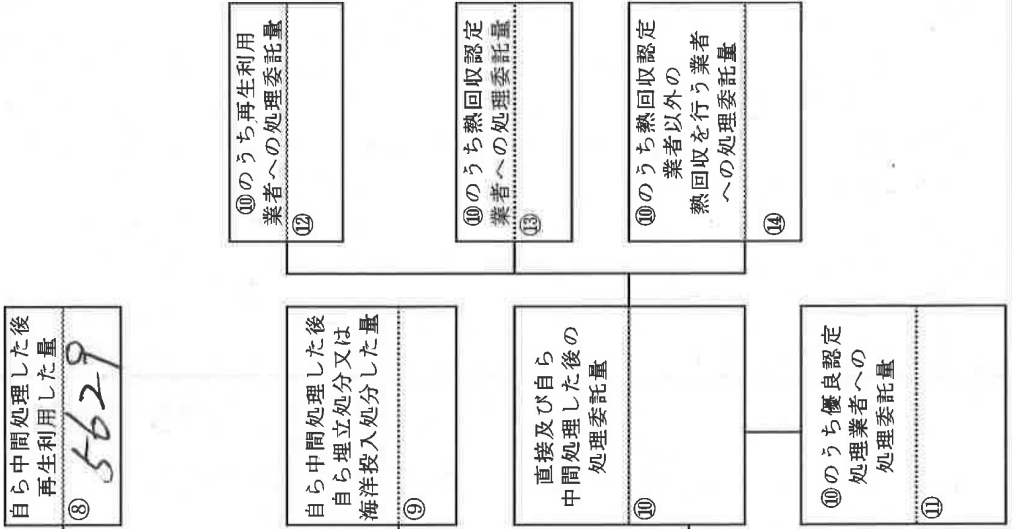 自ら中間処理した後
再生利用した量
⑧
5629
自ら中間処理した後
自ら埋立処分又は
海洋投入処分した量
⑨
直接及び自ら
中間処理した後の
処理委託量
⑩
⑩のうち優良認定
処理業者への
処理委託量
⑪
⑩のうち再生利用
業者への処理委託量
⑫
⑩のうち熱回収認定
業者への処理委託量
⑬
⑩のうち熱回収認定
業者以外の
熱回収を行う業者
への処理委託量
⑭